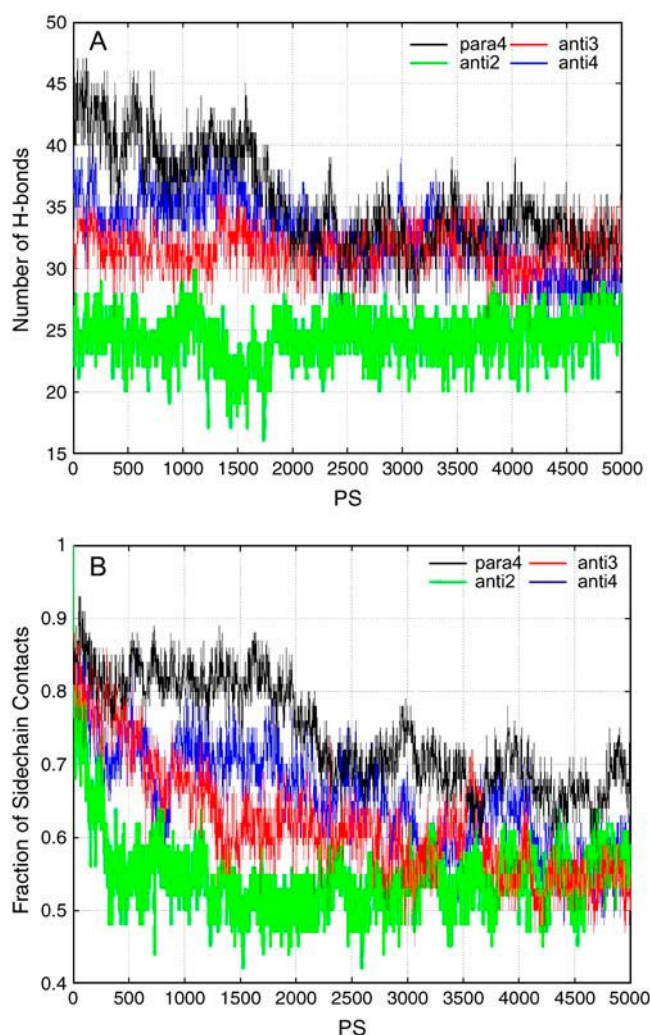 A
para4 anti3
anti2 anti4
50
45
40
35
30
25
20
15
Number of H-bonds
0 500 1000 1500 2000 2500 3000 3500 4000 4500 5000
PS
B
para4 anti3
anti2 anti4
1
0.9
0.8
0.7
0.6
0.5
0.4
Fraction of Sidechain Contacts
0 500 1000 1500 2000 2500 3000 3500 4000 4500 5000
PS